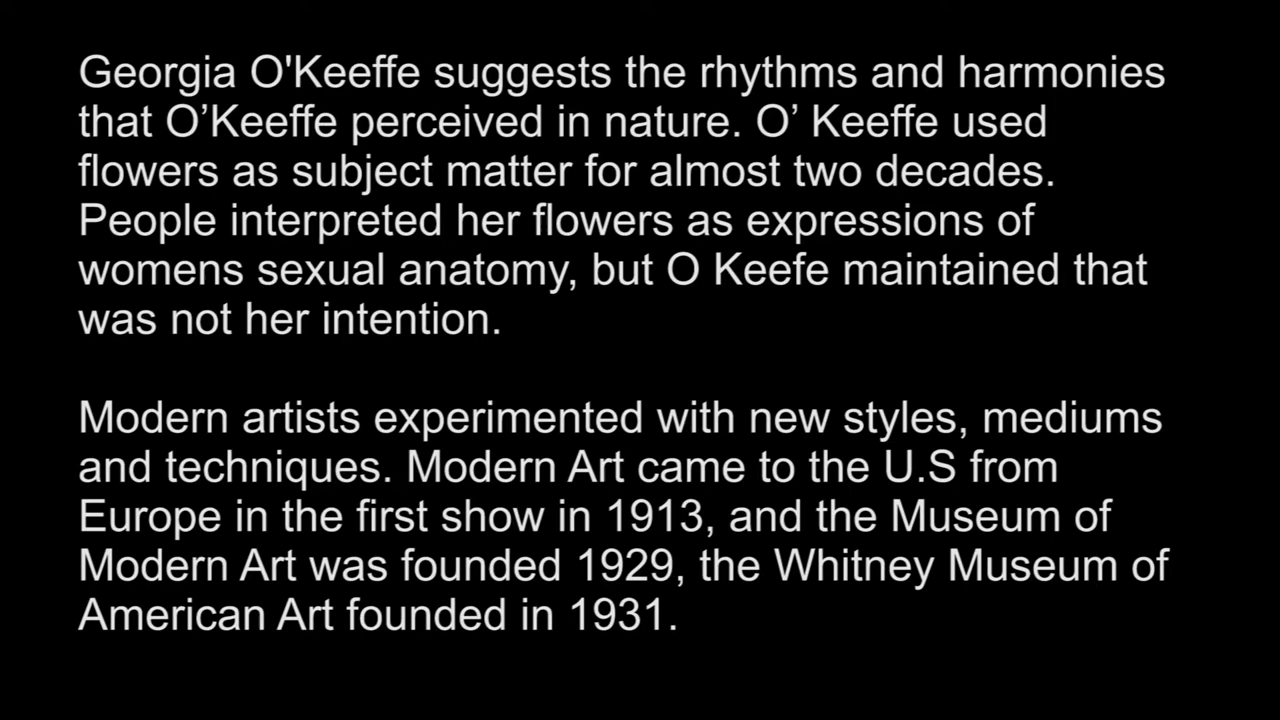 Georgia O'Keeffe suggests the rhythms and harmonies
that O’Keeffe perceived in nature. O’ Keeffe used
flowers as subject matter for almost two decades.
People interpreted her flowers as expressions of
womens sexual anatomy, but O Keefe maintained that
was not her intention.
Modern artists experimented with new styles, mediums
and techniques. Modern Art came to the U.S from
Europe in the first show in 1913, and the Museum of
Modern Art was founded 1929, the Whitney Museum of
American Art founded in 1931.